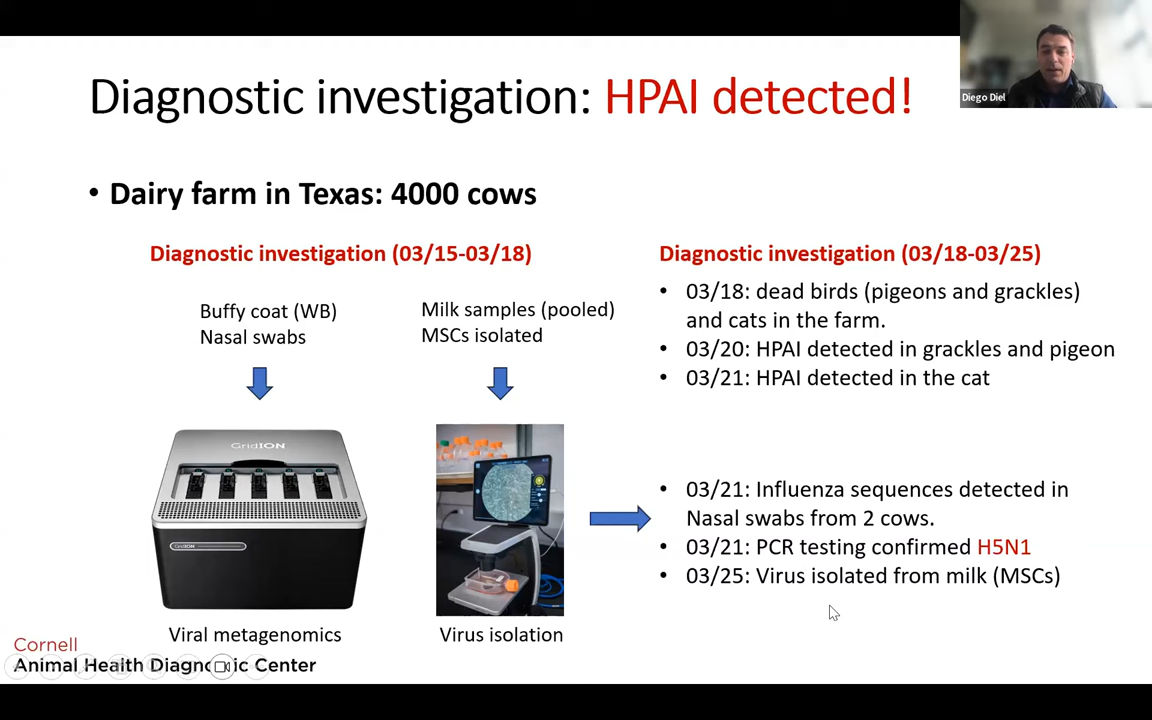 Diego Diel
Diagnostic investigation: HPAI detected!
• Dairy farm in Texas: 4000 cows
Diagnostic investigation (03/15-03/18)
Buffy coat (WB)
Nasal swabs
Milk samples (pooled)
MSCs isolated
GridION
GridION
Viral metagenomics
Virus isolation
Diagnostic investigation (03/18-03/25)
• 03/18: dead birds (pigeons and grackles)
and cats in the farm.
• 03/20: HPAI detected in grackles and pigeon
• 03/21: HPAI detected in the cat
• 03/21: Influenza sequences detected in
Nasal swabs from 2 cows.
• 03/21: PCR testing confirmed H5N1
• 03/25: Virus isolated from milk (MSCs)
Cornell
Animal Health Diagnostic Center